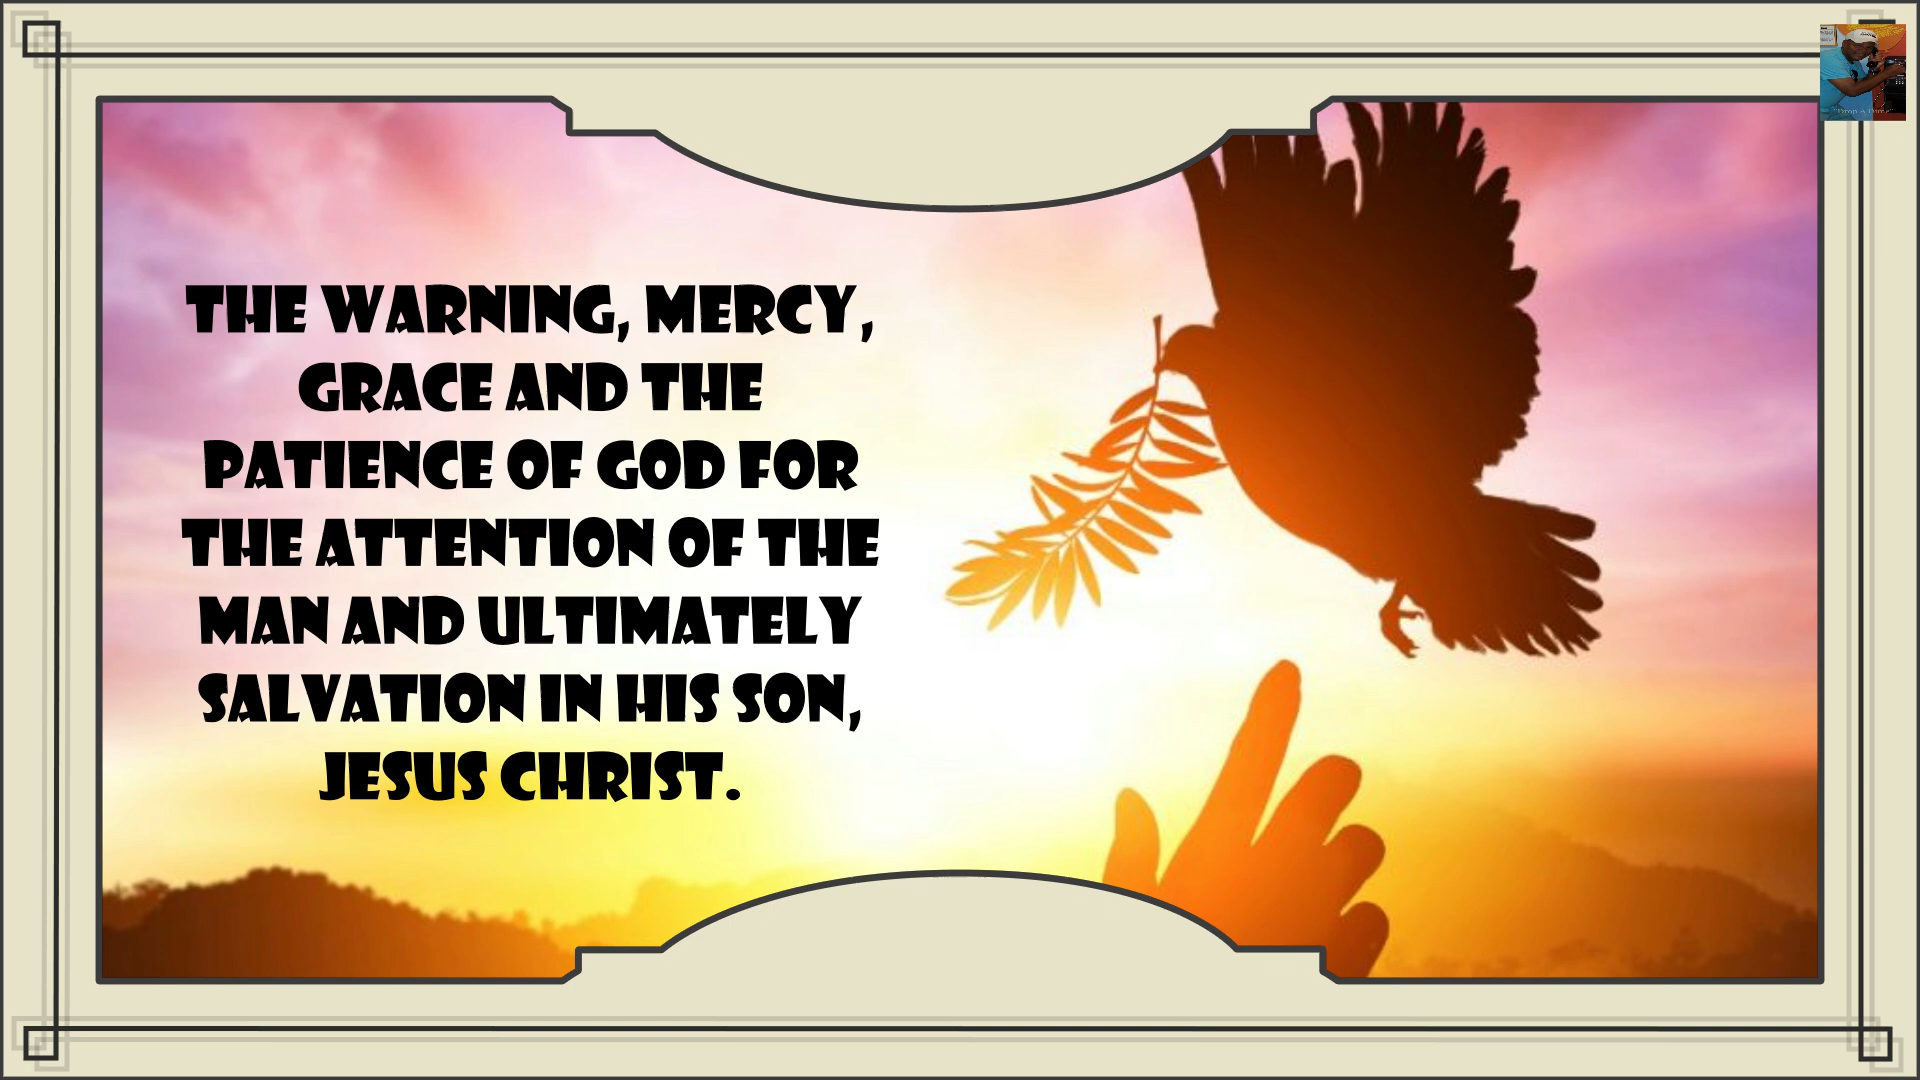 THE WARNING, MERCY,
GRACE AND THE
PATIENCE OF GOD FOR
THE ATTENTION OF THE
MAN AND ULTIMATELY
SALVATION IN HIS SON,
JESUS CHRIST.